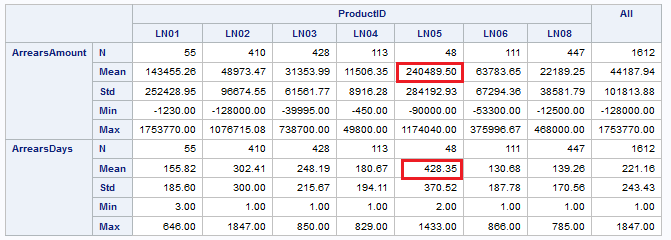 ProductID All
LN01 LN02 LN03 LN04 LN05 LN06 LN08
ArrearsAmount N 55 410 428 113 48 111 447 1612
Mean 143455.26 48973.47 31353.99 11506.35 240489.50 63783.65 22189.25 44187.94
Std 252428.95 96674.55 61561.77 8916.28 284192.93 67294.36 38581.79 101813.88
Min -1230.00 -128000.00 -39995.00 -450.00 -90000.00 -53300.00 -12500.00 -128000.00
Max 1753770.00 1076715.08 738700.00 49800.00 1174040.00 375996.67 468000.00 1753770.00
ArrearsDays N 55 410 428 113 48 111 447 1612
Mean 155.82 302.41 248.19 180.67 428.35 130.68 139.26 221.16
Std 185.60 300.00 215.67 194.11 370.52 187.78 170.56 243.43
Min 3.00 1.00 1.00 1.00 2.00 1.00 1.00 1.00
Max 646.00 1847.00 850.00 829.00 1433.00 866.00 785.00 1847.00